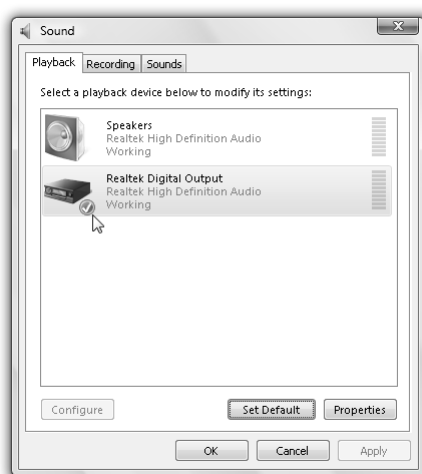 Sound
Playback Recording Sounds
Select a playback device below to modify its settings:
Speakers
Realtek High Definition Audio
Working
Realtek Digital Output
Realtek High Definition Audio
Working
Configure Set Default Properties
OK Cancel Apply